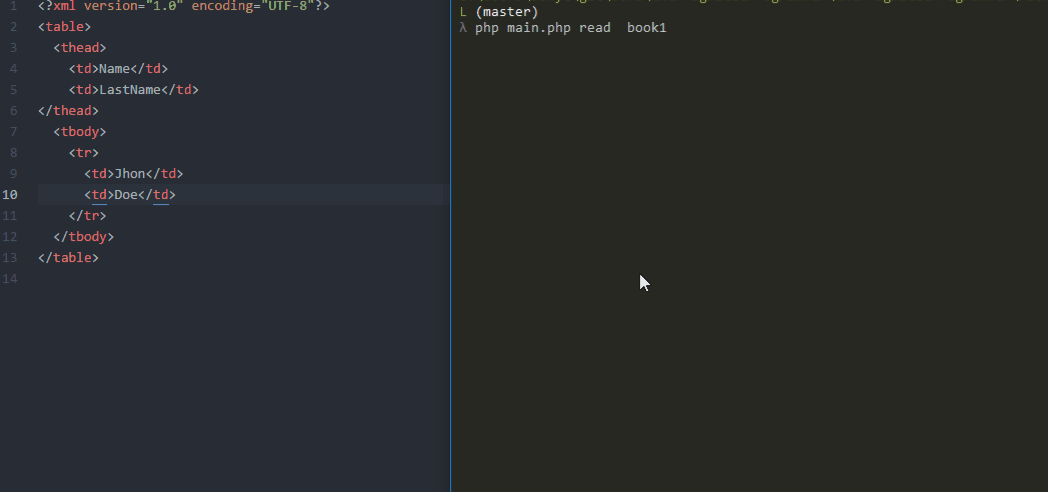 1 <?xml version="1.0" encoding="UTF-8"?>
2 <table>
3 <thead>
4 <td>Name</td>
5 <td>LastName</td>
6 </thead>
7 <tbody>
8 <tr>
9 <td>Jhon</td>
10 <td>Doe</td>
11 </tr>
12 </tbody>
13 </table>
14
L (master)
λ php main.php read  book1